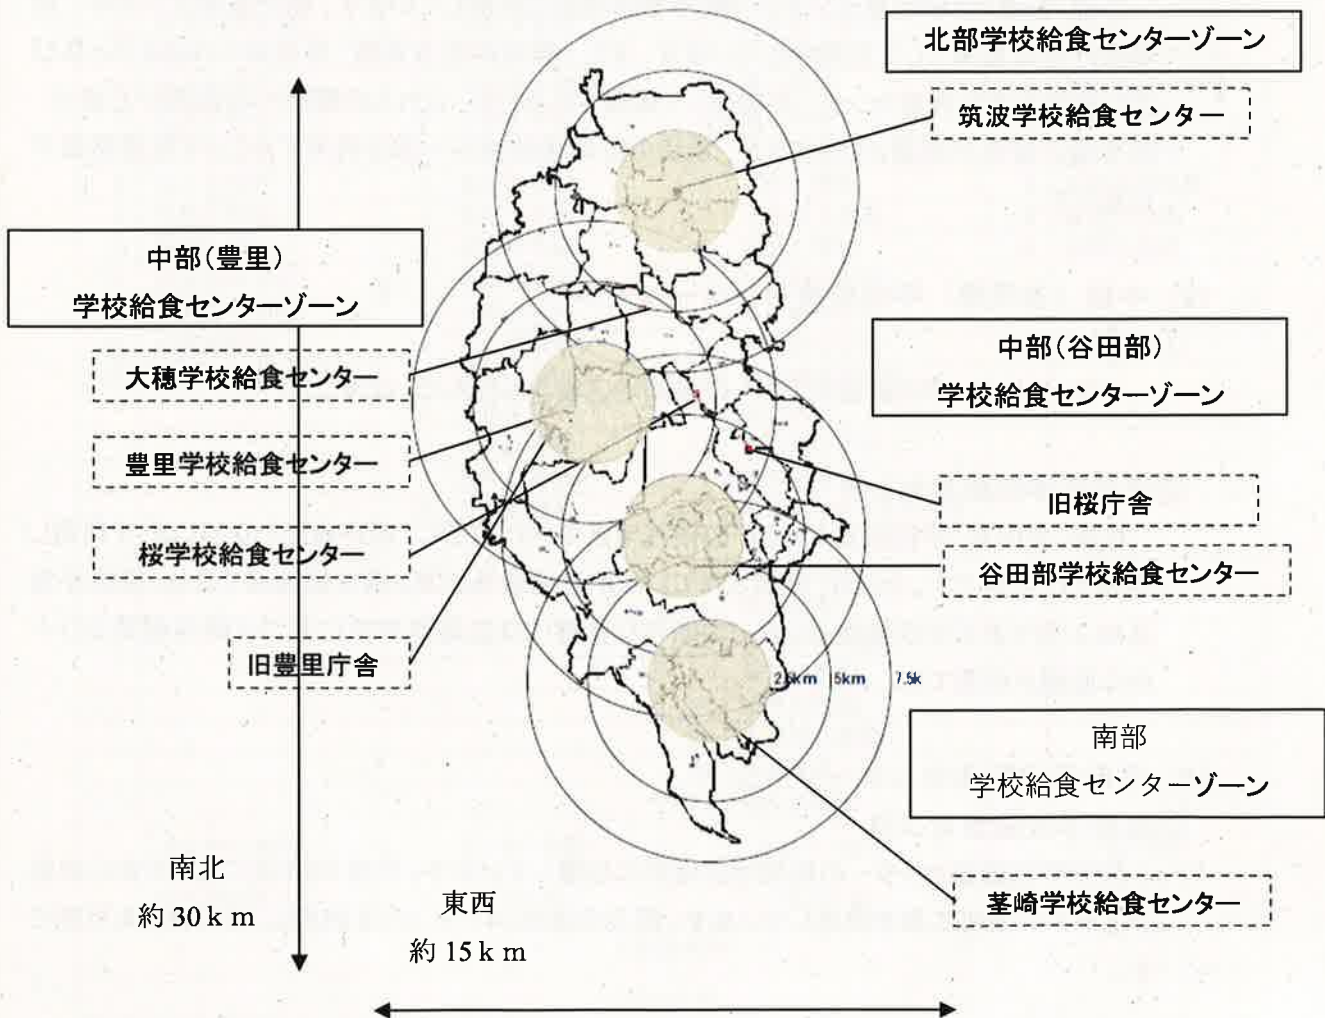 北部学校給食センターゾーン
筑波学校給食センター
中部(豊里)
学校給食センターゾーン
中部(谷田部)
学校給食センターゾーン
大穂学校給食センター
豊里学校給食センター
旧桜庁舎
桜学校給食センター
谷田部学校給食センター
旧豊里庁舎
5km 7.5k
南部
学校給食センターゾーン
南北
約30km
東西
約15km
茎崎学校給食センター